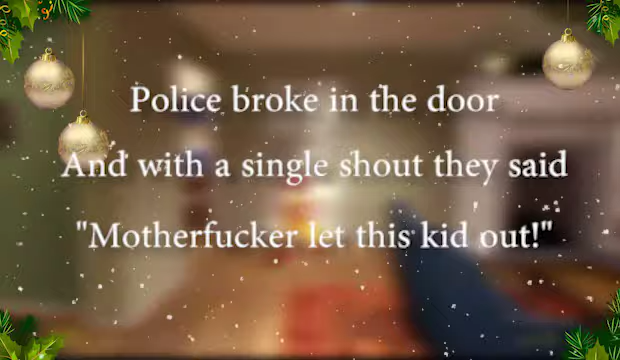 Police broke in the door
And with a single shout they said
"Motherfucker let this kid out!"